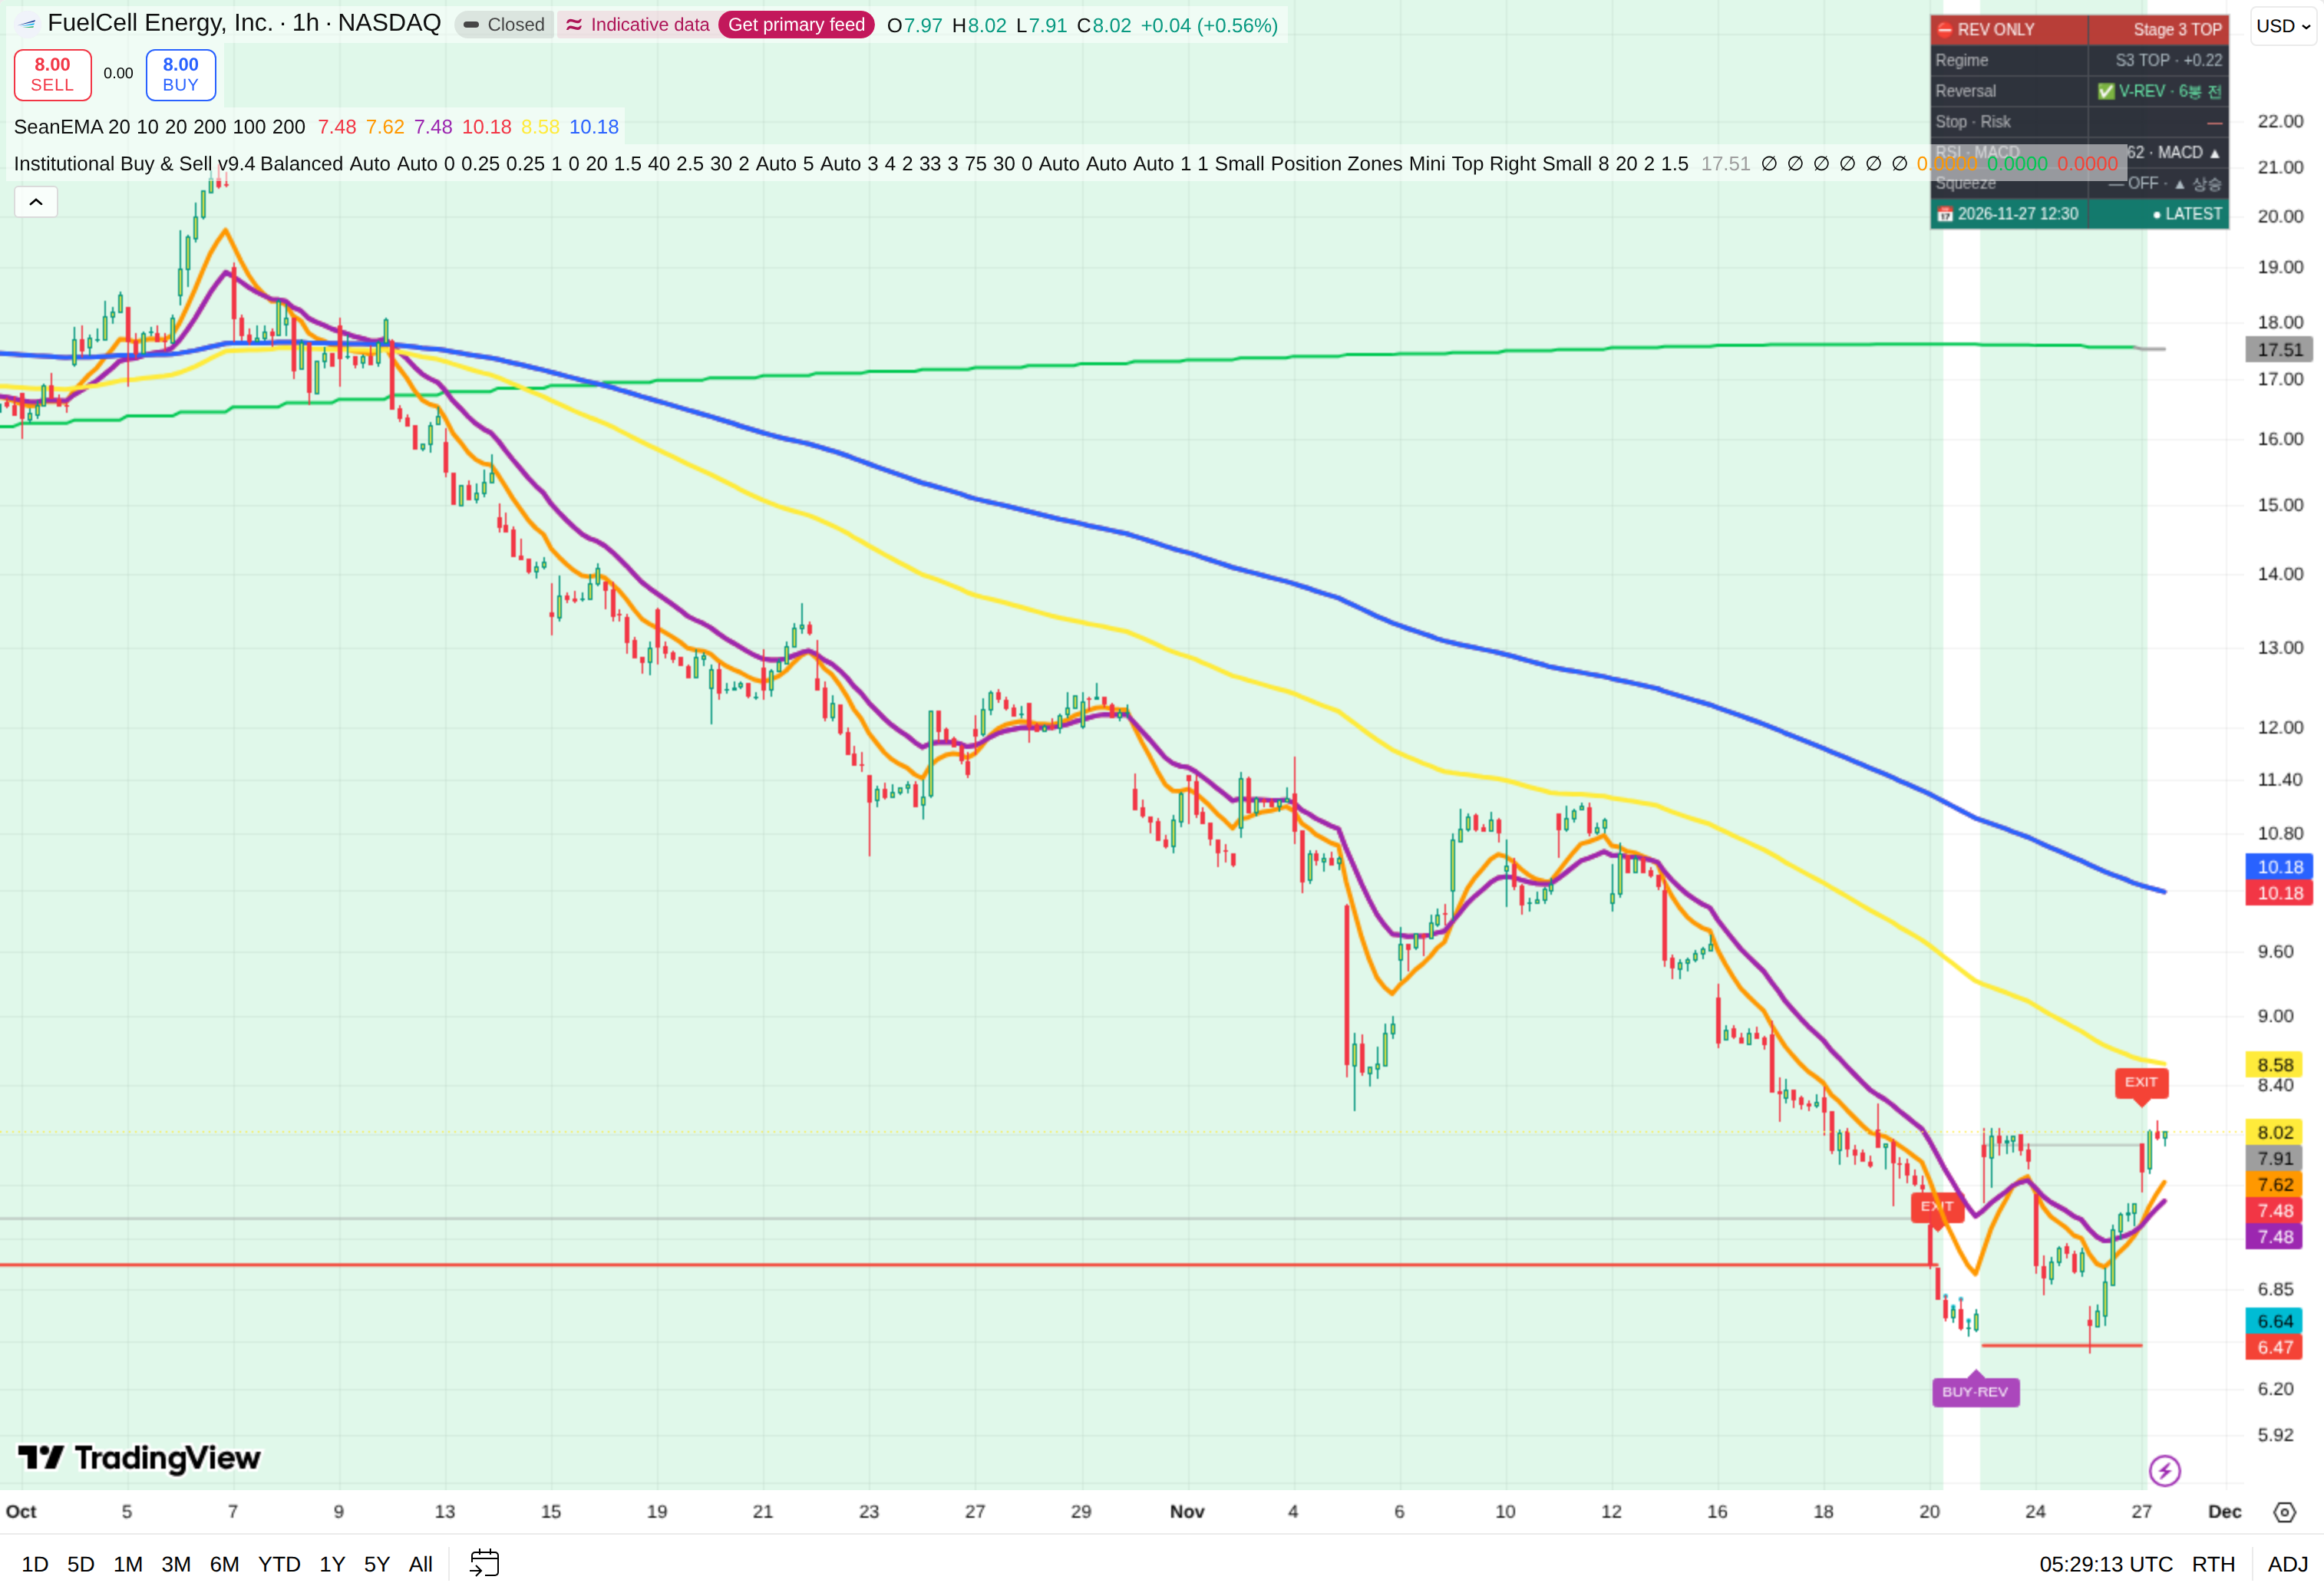 FuelCell Energy, Inc. · 1h · NASDAQ Closed Indicative data Get primary feed O7.97 H8.02 L7.91 C8.02 +0.04 (+0.56%)
8.00 SELL 0.00 8.00 BUY
SeanEMA 20 10 20 200 100 200 7.48 7.62 7.48 10.18 8.58 10.18
Institutional Buy & Sell v9.4 Balanced Auto Auto 0 0.25 0.25 1 0 20 1.5 40 2.5 30 2 Auto 5 Auto 3 4 2 33 3 75 30 0 Auto Auto Auto 1 1 Small Position Zones Mini Top Right Small 8 20 2 1.5 17.51 ∅ ∅ ∅ ∅ ∅ ∅ 0.0000 0.0000 0.0000
⛔ REV ONLY Stage 3 TOP
Regime S3 TOP · +0.22
Reversal ✅ V-REV · 6봉 전
Stop · Risk —
RSI · MACD 62 · MACD ▲
Squeeze — OFF · ▲ 상승
📅 2026-11-27 12:30 ● LATEST
USD
22.00
21.00
20.00
19.00
18.00
17.51
17.00
16.00
15.00
14.00
13.00
12.00
11.40
10.80
10.18
10.18
9.60
9.00
8.58
8.40
8.02
7.91
7.62
7.48
7.48
6.85
6.64
6.47
6.20
5.92
EXIT
EXIT
BUY-REV
TradingView
Oct 5 7 9 13 15 19 21 23 27 29 Nov 4 6 10 12 16 18 20 24 27 Dec
1D 5D 1M 3M 6M YTD 1Y 5Y All 05:29:13 UTC RTH ADJ